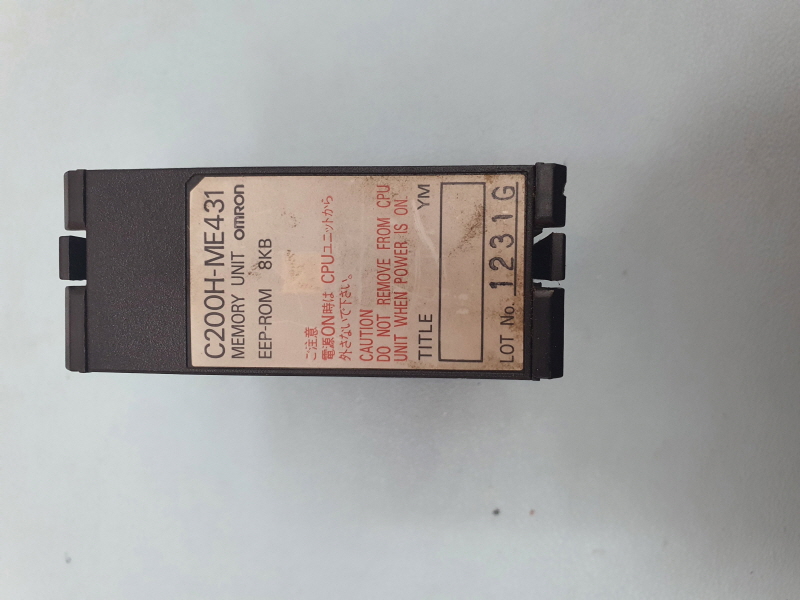 C200H-ME431
MEMORY UNIT omron
EEP-ROM 8KB
ご注意
電源ON時はCPUユニットから
外さないで下さい。
CAUTION
DO NOT REMOVE FROM CPU
UNIT WHEN POWER IS ON.
TITLE YM
LOT No. 1231G